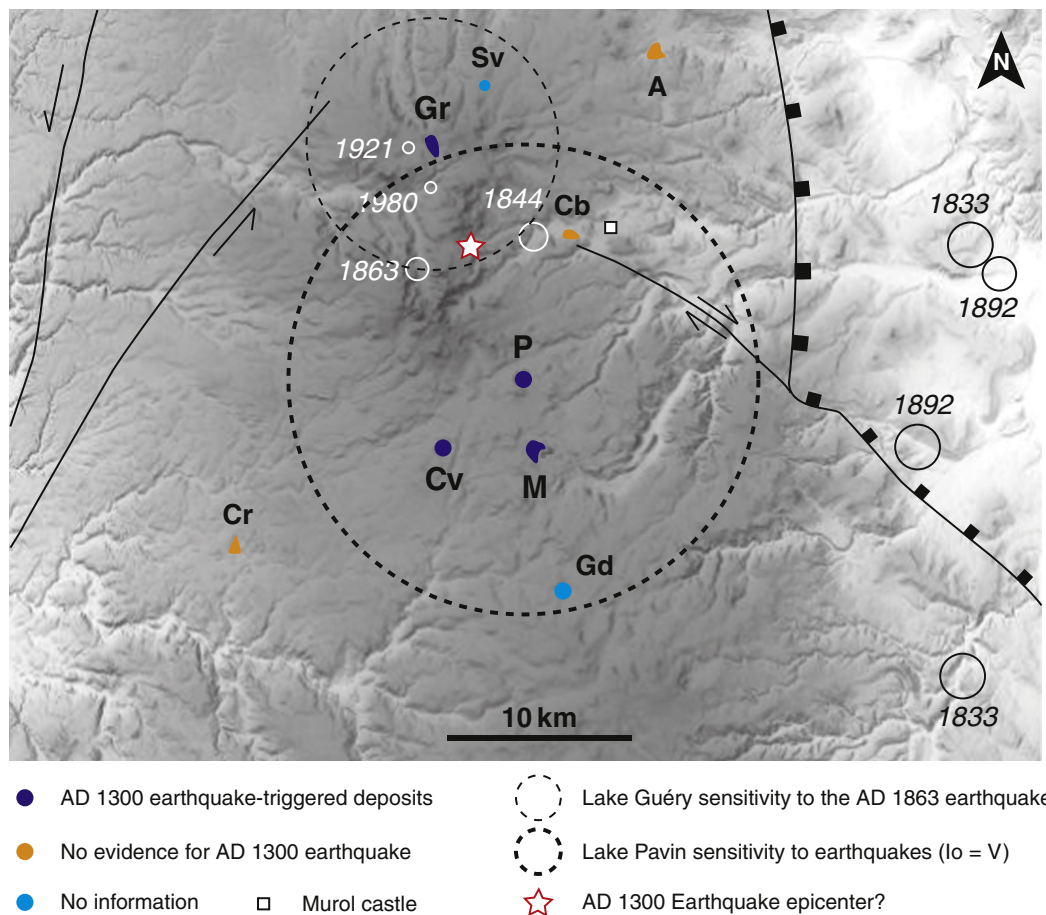 N
Sv
A
Gr
1921
1980
1844
Cb
1833
1863
1892
P
1892
Cv
M
Cr
Gd
10 km
1833
AD 1300 earthquake-triggered deposits
Lake Guéry sensitivity to the AD 1863 earthquake
No evidence for AD 1300 earthquake
Lake Pavin sensitivity to earthquakes (Io = V)
No information
Murol castle
AD 1300 Earthquake epicenter?